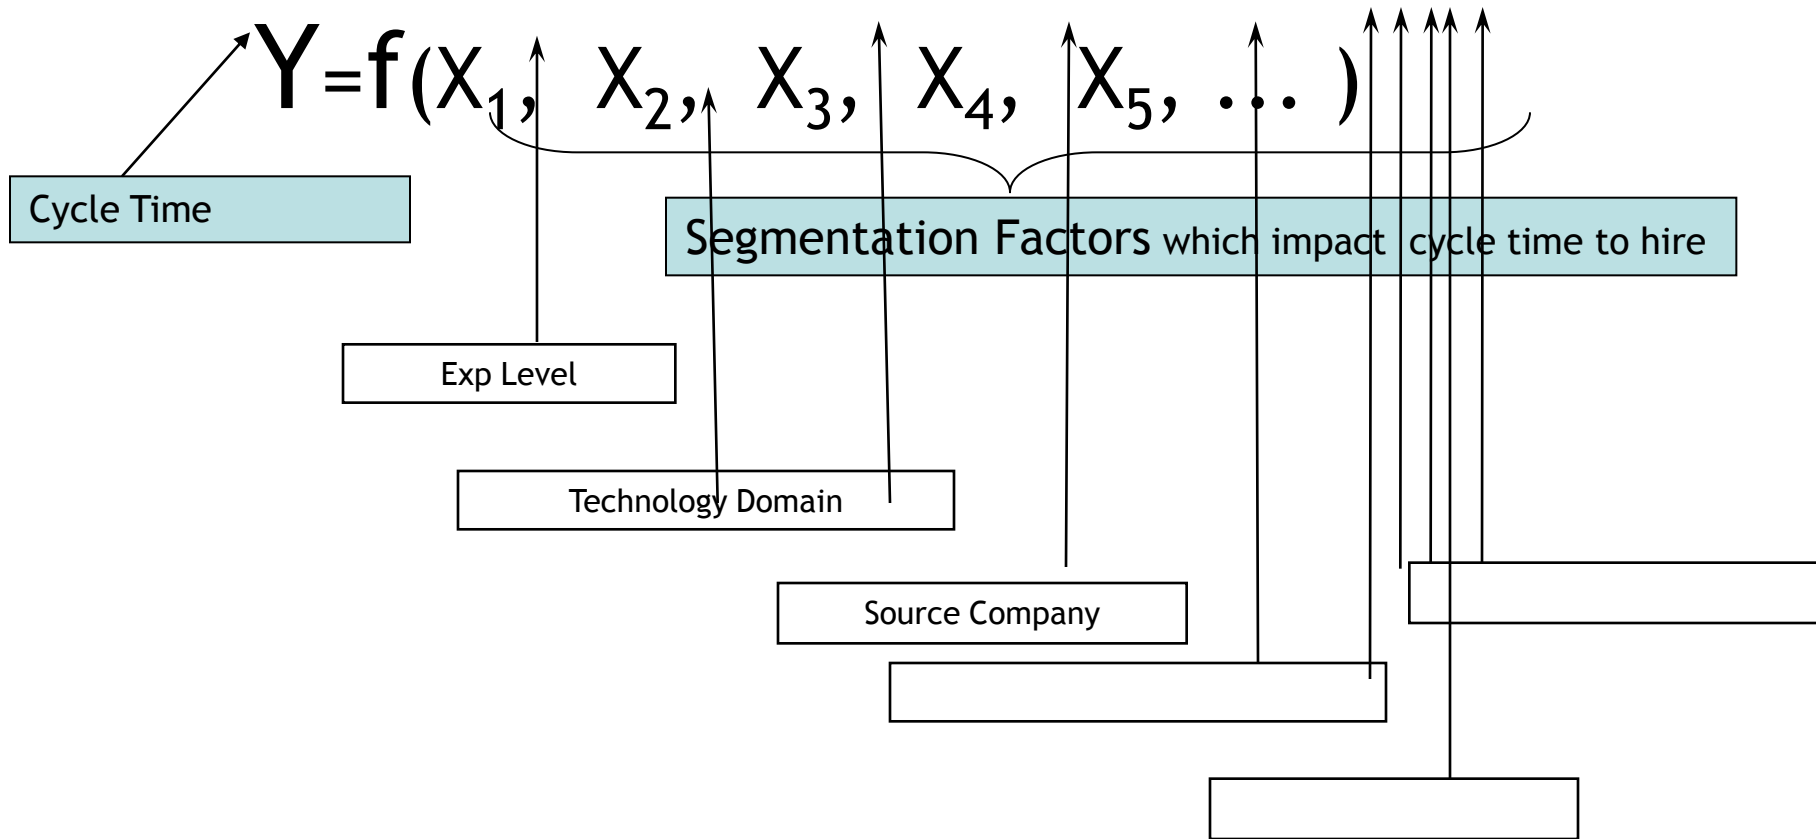 Y=f(X1, X2, X3, X4, X5, ... )
Cycle Time
Segmentation Factors which impact cycle time to hire
Exp Level
Technology Domain
Source Company